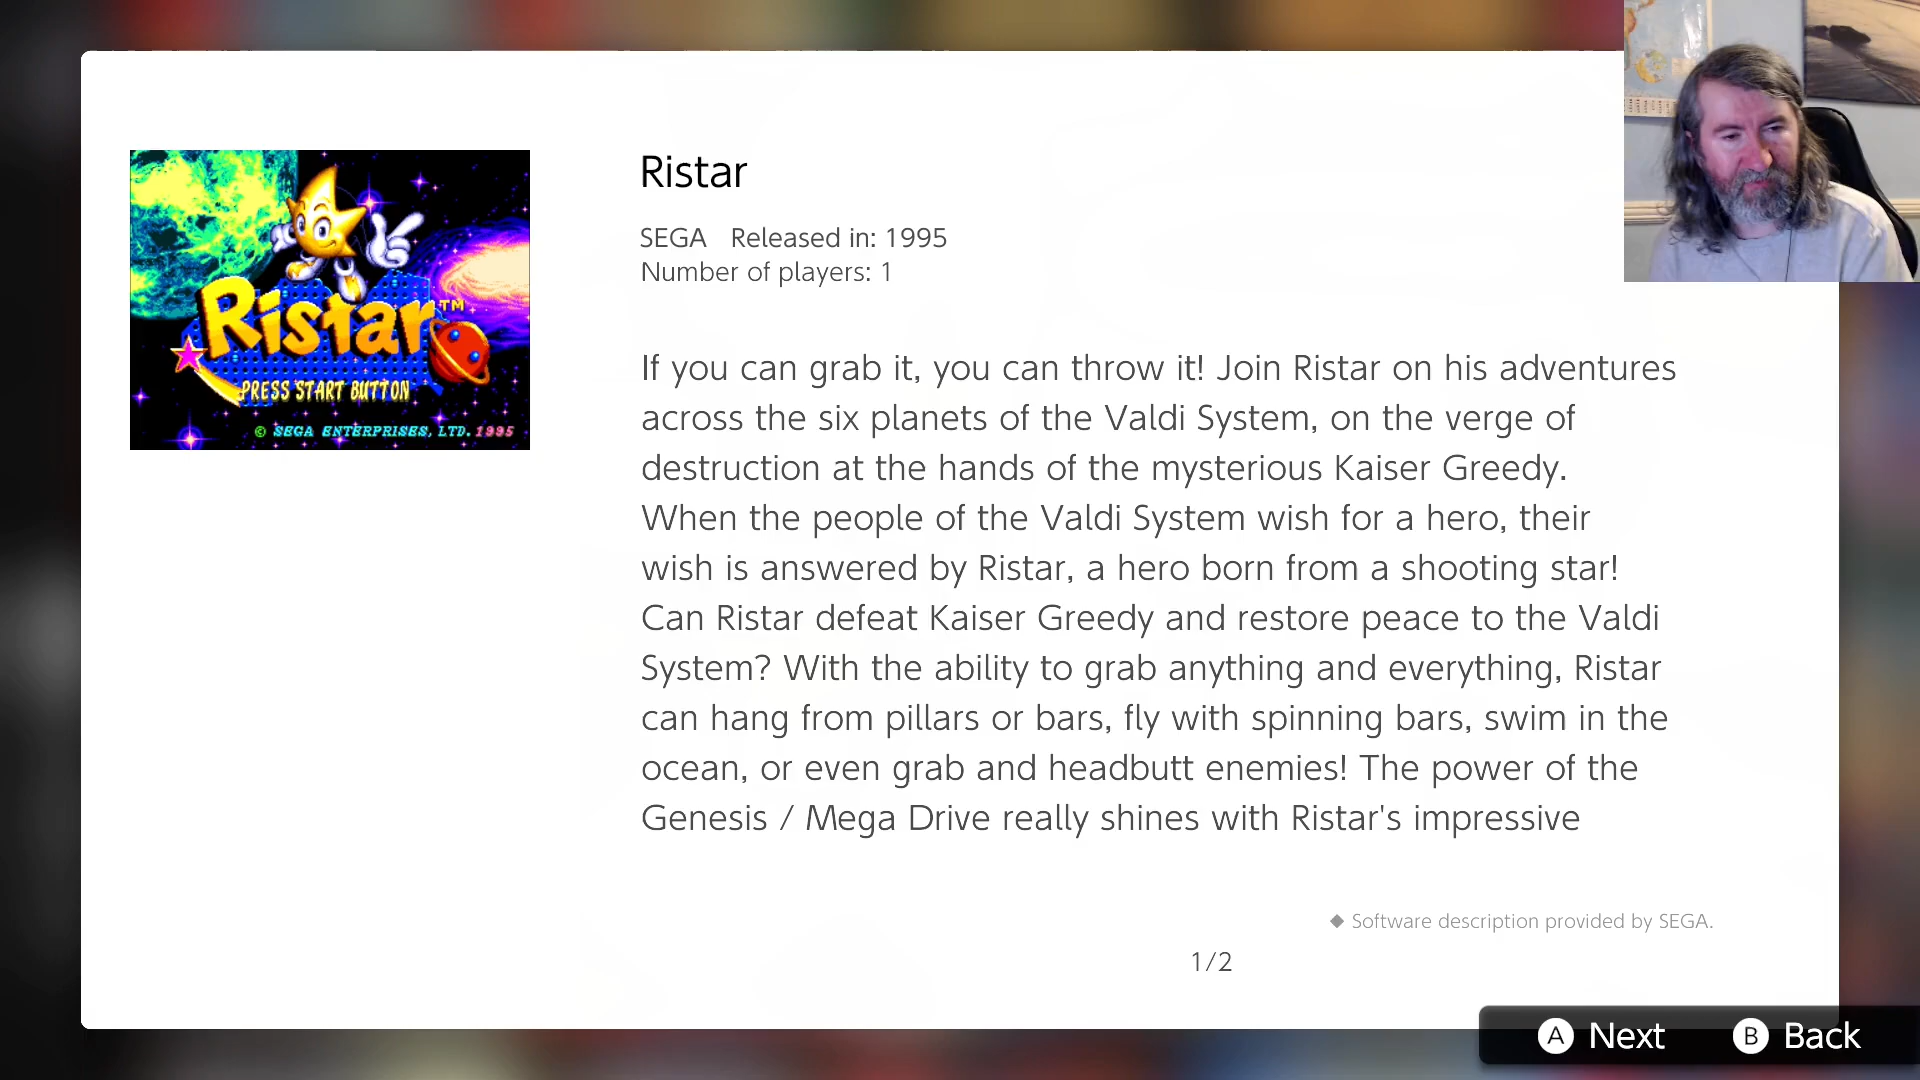 Ristar
SEGA Released in: 1995
Number of players: 1
Ristar™
PRESS START BUTTON
© SEGA ENTERPRISES, LTD. 1995
If you can grab it, you can throw it! Join Ristar on his adventures
across the six planets of the Valdi System, on the verge of
destruction at the hands of the mysterious Kaiser Greedy.
When the people of the Valdi System wish for a hero, their
wish is answered by Ristar, a hero born from a shooting star!
Can Ristar defeat Kaiser Greedy and restore peace to the Valdi
System? With the ability to grab anything and everything, Ristar
can hang from pillars or bars, fly with spinning bars, swim in the
ocean, or even grab and headbutt enemies! The power of the
Genesis / Mega Drive really shines with Ristar's impressive
◆ Software description provided by SEGA.
1/2
A Next B Back